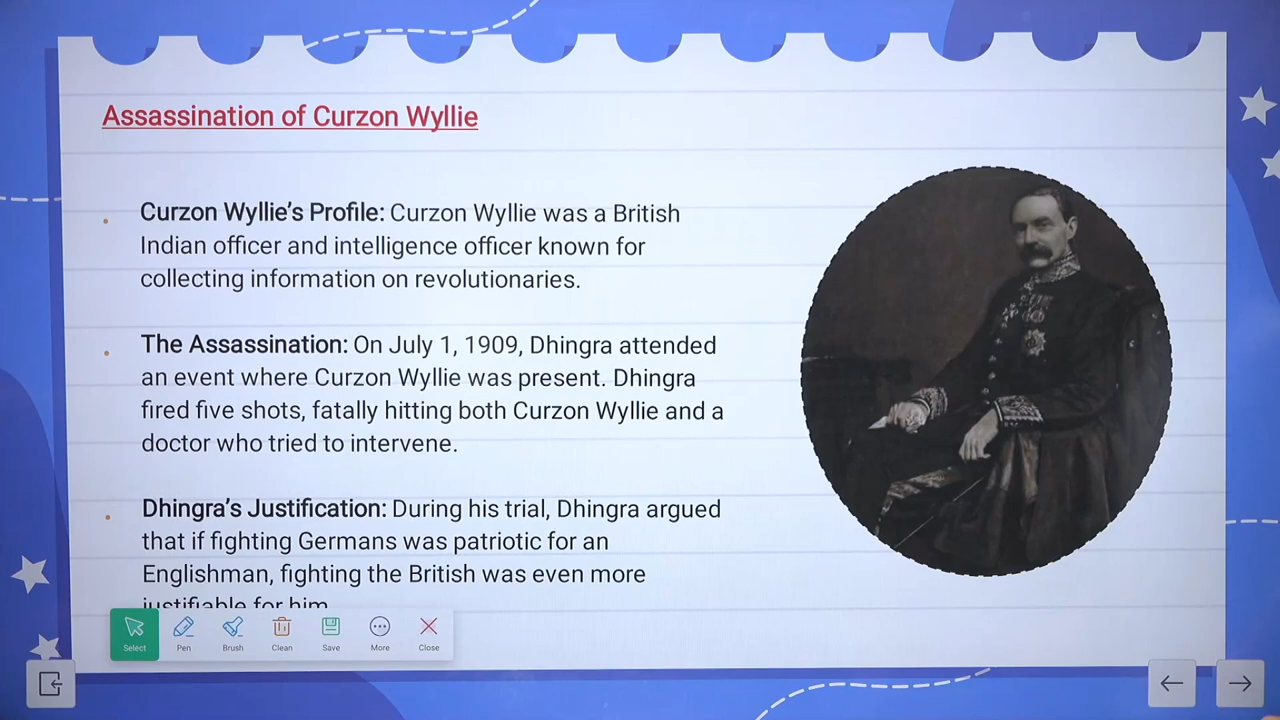 Assassination of Curzon Wyllie
Curzon Wyllie's Profile: Curzon Wyllie was a British
Indian officer and intelligence officer known for
collecting information on revolutionaries.
The Assassination: On July 1, 1909, Dhingra attended
an event where Curzon Wyllie was present. Dhingra
fired five shots, fatally hitting both Curzon Wyllie and a
doctor who tried to intervene.
Dhingra's Justification: During his trial, Dhingra argued
that if fighting Germans was patriotic for an
Englishman, fighting the British was even more
justifiable for him.
Select Pen Brush Clean Save More Close